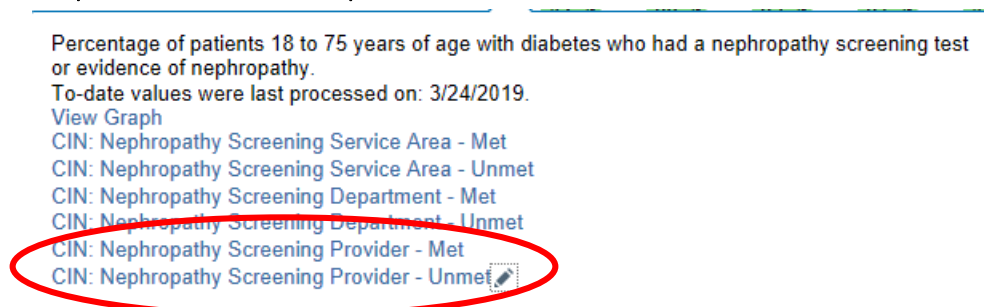 Percentage of patients 18 to 75 years of age with diabetes who had a nephropathy screening test
or evidence of nephropathy.
To-date values were last processed on: 3/24/2019.
View Graph
CIN: Nephropathy Screening Service Area - Met
CIN: Nephropathy Screening Service Area - Unmet
CIN: Nephropathy Screening Department - Met
CIN: Nephropathy Screening Department - Unmet
CIN: Nephropathy Screening Provider - Met
CIN: Nephropathy Screening Provider - Unmet